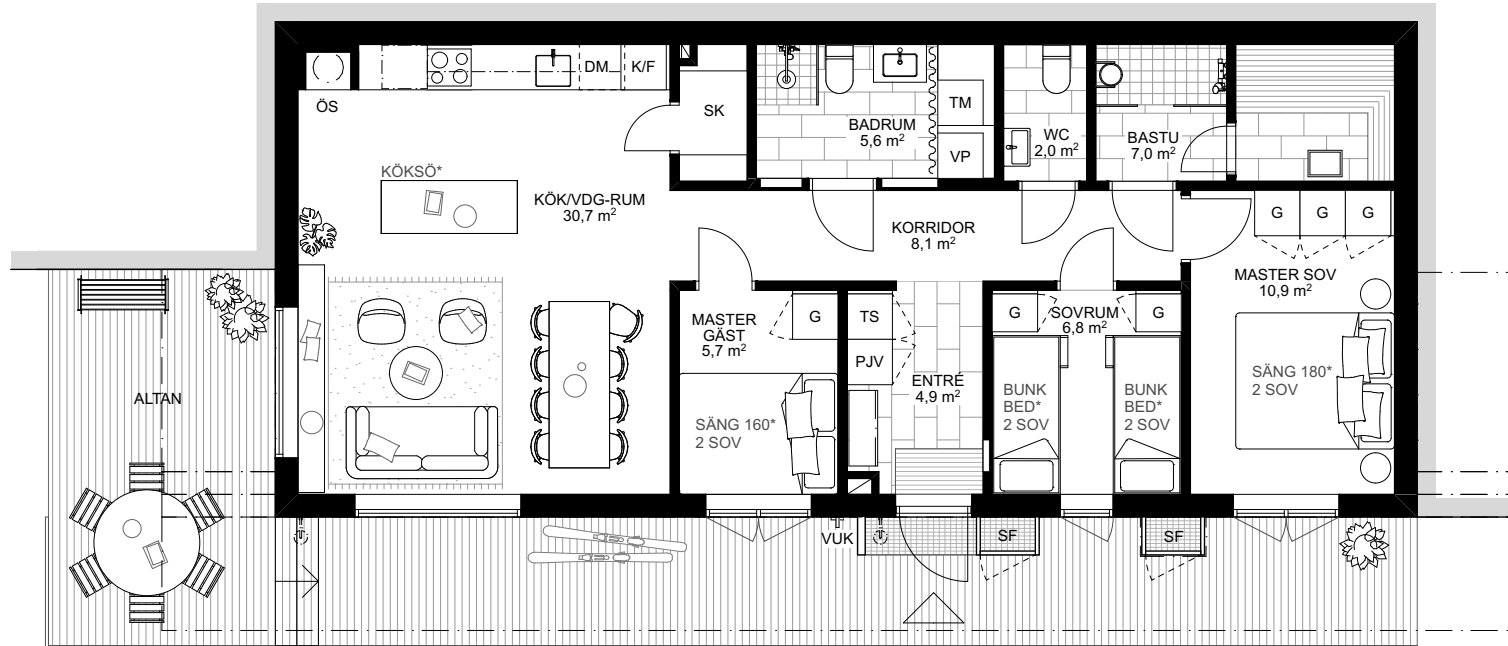 DM
K/F
ÖS
SK
KÖKSÖ*
KÖK/VDG-RUM
30,7 m²
BADRUM
5,6 m²
TM
VP
WC
2,0 m²
BASTU
7,0 m²
KORRIDOR
8,1 m²
G
G
G
MASTER SOV
10,9 m²
SÄNG 180*
2 SOV
MASTER
GÄST
5,7 m²
G
SÄNG 160*
2 SOV
TS
PJV
ENTRÉ
4,9 m²
G
SOVRUM
6,8 m²
G
BUNK
BED*
2 SOV
BUNK
BED*
2 SOV
ALTAN
VUK
SF
SF